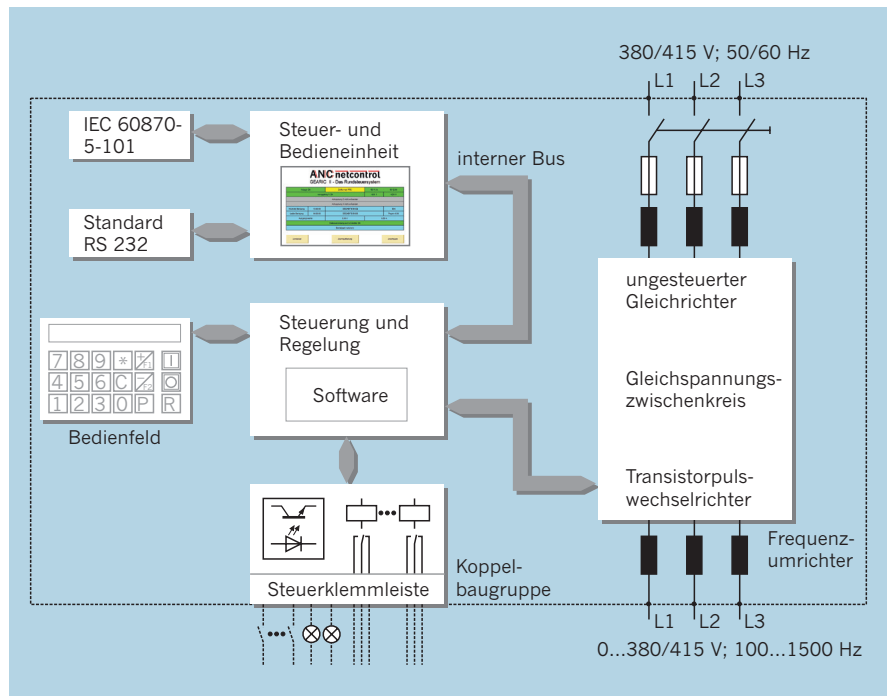 380/415 V; 50/60 Hz
L1 L2 L3
IEC 60870-
5-101
Steuer- und
Bedieneinheit
ANC netcontrol
interner Bus
Standard
RS 232
ungesteuerter
Gleichrichter
Steuerung und
Regelung
Software
7 8 9 * +/- F1 I
4 5 6 C F2 O
1 2 3 0 P R
Bedienfeld
Gleichspannungs-
zwischenkreis
Transistorpuls-
wechselrichter
Frequenz-
umrichter
Koppel-
baugruppe
Steuerklemmleiste
L1 L2 L3
0...380/415 V; 100...1500 Hz